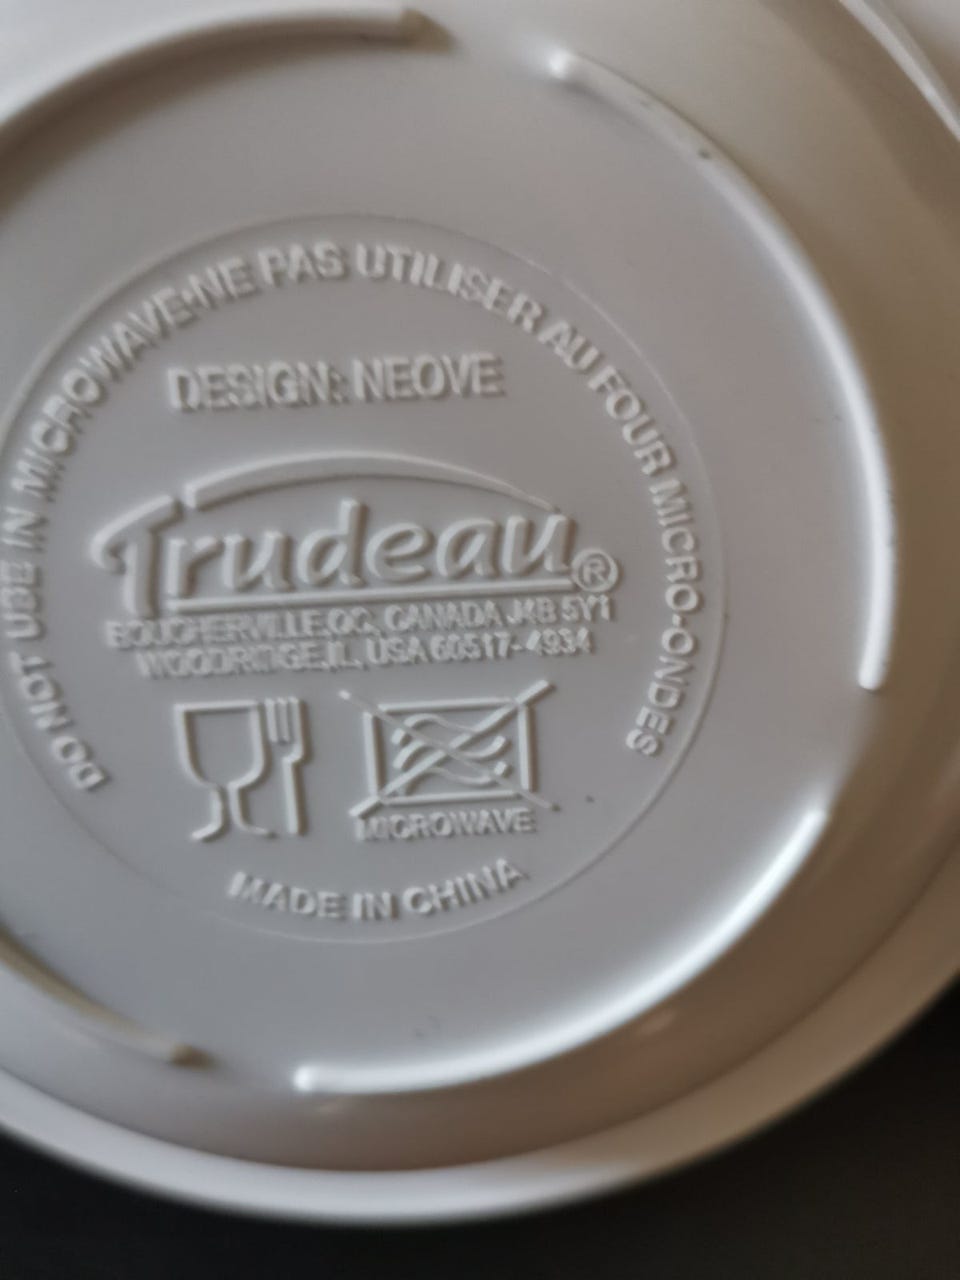 DO NOT USE IN MICROWAVE•NE PAS UTILISER AU FOUR MICRO-ONDES
DESIGN: NEOVE
Trudeau®
BOUCHERVILLE,QC, CANADA J4B 5Y1
WOODRIDGE,IL, USA 60517-4934
MICROWAVE
MADE IN CHINA